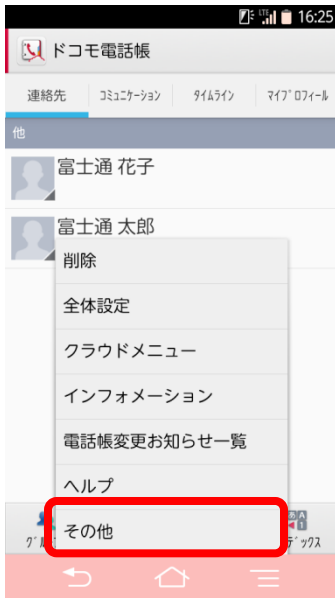 LTE 16:25
ドコモ電話帳
連絡先 コミュニケーション タイムライン マイプロフィール
他
富士通 花子
富士通 太郎
削除
全体設定
クラウドメニュー
インフォメーション
電話帳変更お知らせ一覧
ヘルプ
その他